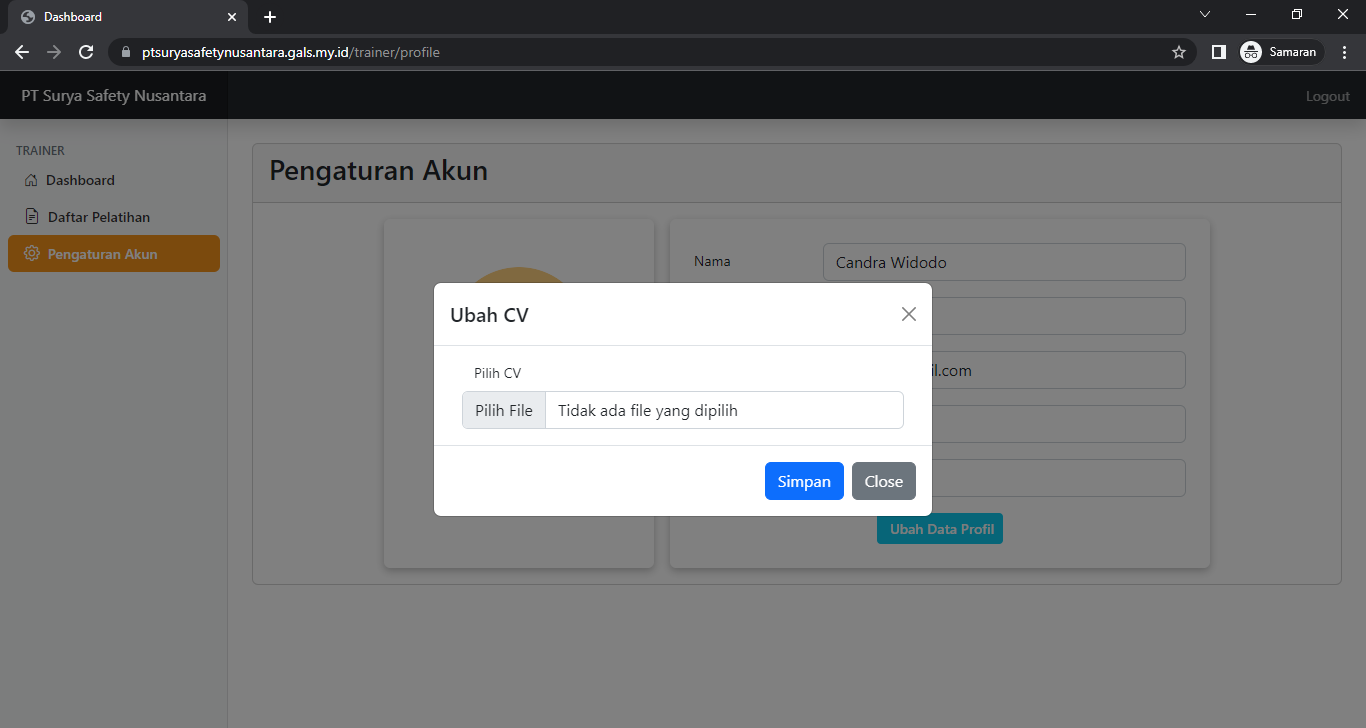 Dashboard
ptsuryasafetynusantara.gals.my.id/trainer/profile
Samaran
PT Surya Safety Nusantara
Logout
TRAINER
Dashboard
Daftar Pelatihan
Pengaturan Akun
Pengaturan Akun
Nama
Candra Widodo
il.com
Ubah Data Profil
Ubah CV
Pilih CV
Pilih File Tidak ada file yang dipilih
Simpan Close